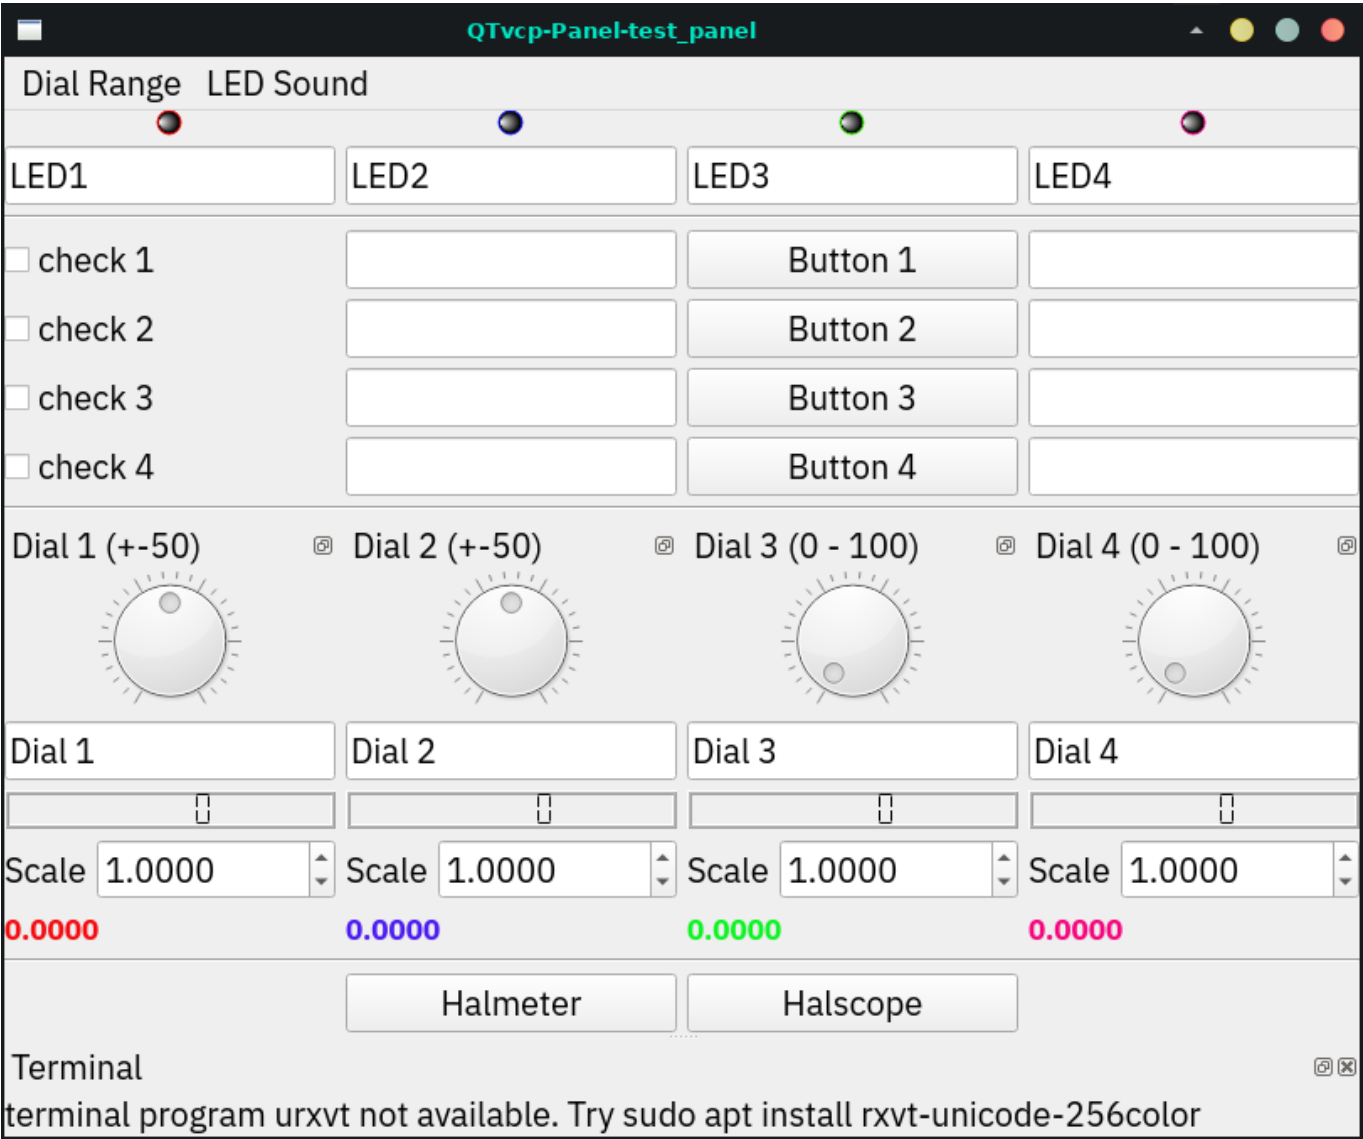 QTvcp-Panel-test_panel
Dial Range LED Sound
LED1 LED2 LED3 LED4
check 1 Button 1
check 2 Button 2
check 3 Button 3
check 4 Button 4
Dial 1 (+-50) Dial 2 (+-50) Dial 3 (0 - 100) Dial 4 (0 - 100)
Dial 1 Dial 2 Dial 3 Dial 4
0 0 0 0
Scale 1.0000 Scale 1.0000 Scale 1.0000 Scale 1.0000
0.0000 0.0000 0.0000 0.0000
Halmeter Halscope
Terminal
terminal program urxvt not available. Try sudo apt install rxvt-unicode-256color